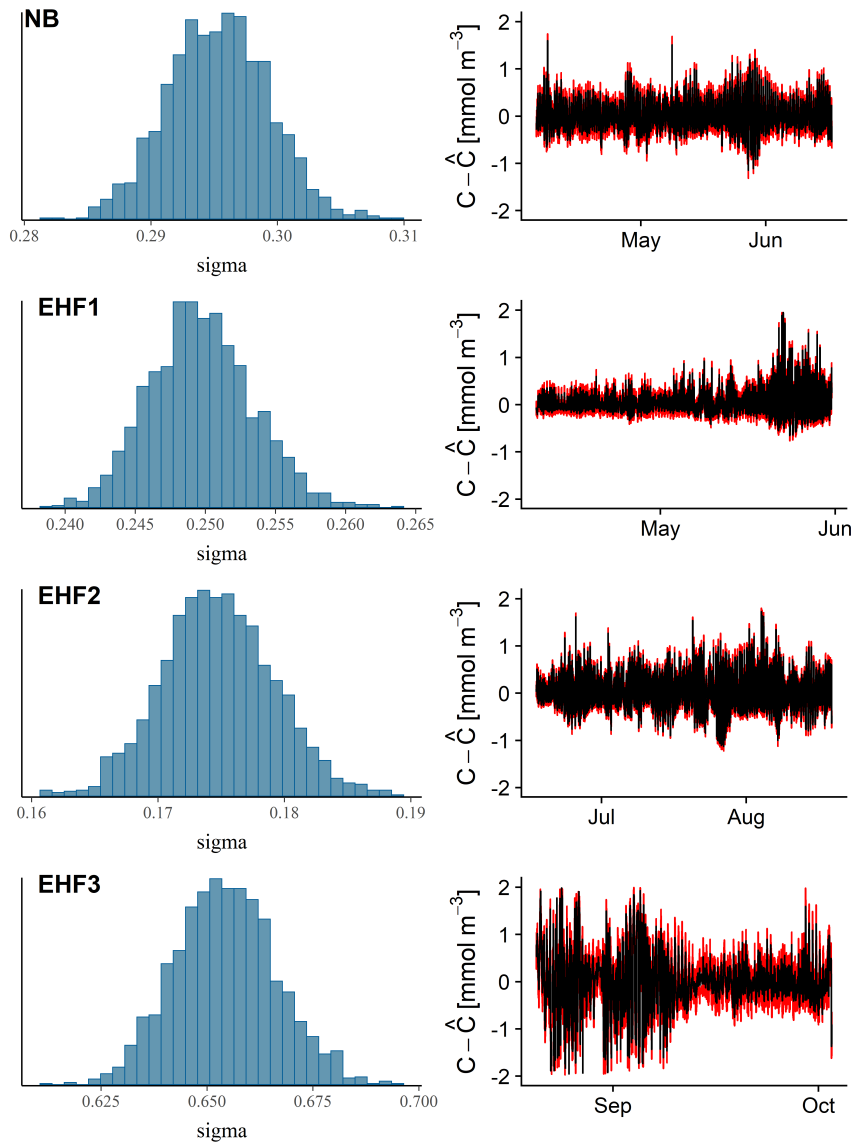 NB
0.28 0.29 0.30 0.31
sigma
C − Ĉ [mmol m⁻³]
2
1
0
-1
-2
May Jun
EHF1
0.240 0.245 0.250 0.255 0.260 0.265
sigma
C − Ĉ [mmol m⁻³]
2
1
0
-1
-2
May Jun
EHF2
0.16 0.17 0.18 0.19
sigma
C − Ĉ [mmol m⁻³]
2
1
0
-1
-2
Jul Aug
EHF3
0.625 0.650 0.675 0.700
sigma
C − Ĉ [mmol m⁻³]
2
1
0
-1
-2
Sep Oct